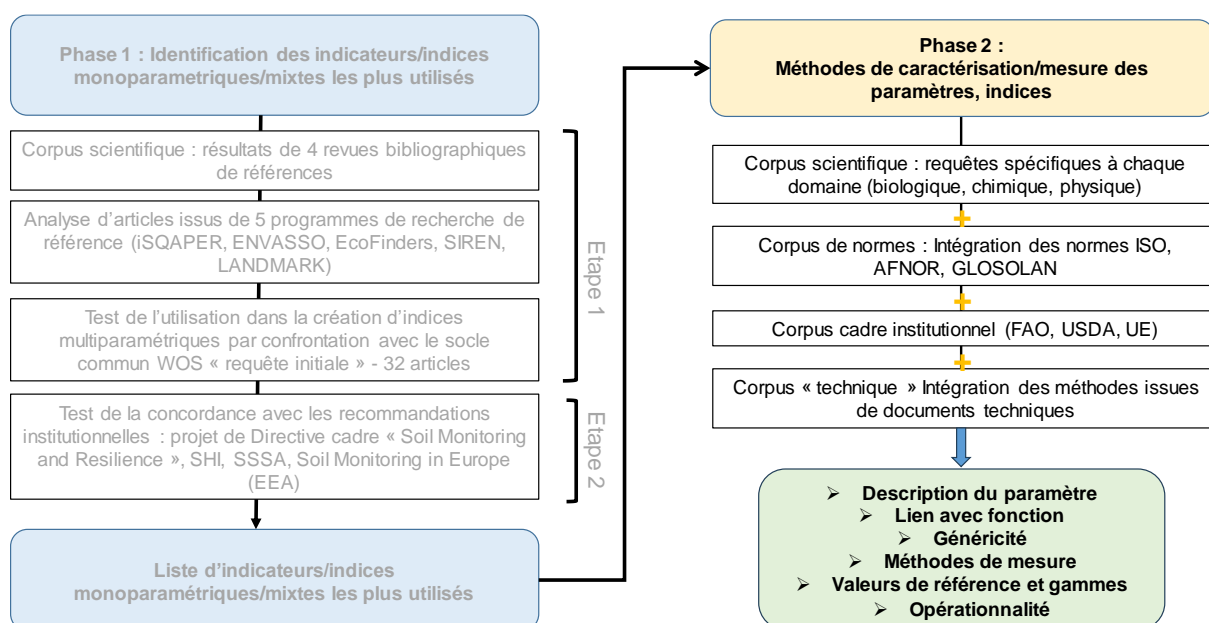 Phase 1 : Identification des indicateurs/indices
monoparametriques/mixtes les plus utilisés
Corpus scientifique : résultats de 4 revues bibliographiques
de références
Analyse d'articles issus de 5 programmes de recherche de
référence (iSQAPER, ENVASSO, EcoFinders, SIREN,
LANDMARK)
Test de l'utilisation dans la création d'indices
multiparamétriques par confrontation avec le socle
commun WOS « requête initiale » - 32 articles
Etape 1
Test de la concordance avec les recommandations
institutionnelles : projet de Directive cadre « Soil Monitoring
and Resilience », SHI, SSSA, Soil Monitoring in Europe
(EEA)
Etape 2
Liste d'indicateurs/indices
monoparamétriques/mixtes les plus utilisés
Phase 2 :
Méthodes de caractérisation/mesure des
paramètres, indices
Corpus scientifique : requêtes spécifiques à chaque
domaine (biologique, chimique, physique)
+
Corpus de normes : Intégration des normes ISO,
AFNOR, GLOSOLAN
+
Corpus cadre institutionnel (FAO, USDA, UE)
+
Corpus « technique » Intégration des méthodes issues
de documents techniques
➢ Description du paramètre
➢ Lien avec fonction
➢ Généricité
➢ Méthodes de mesure
➢ Valeurs de référence et gammes
➢ Opérationnalité